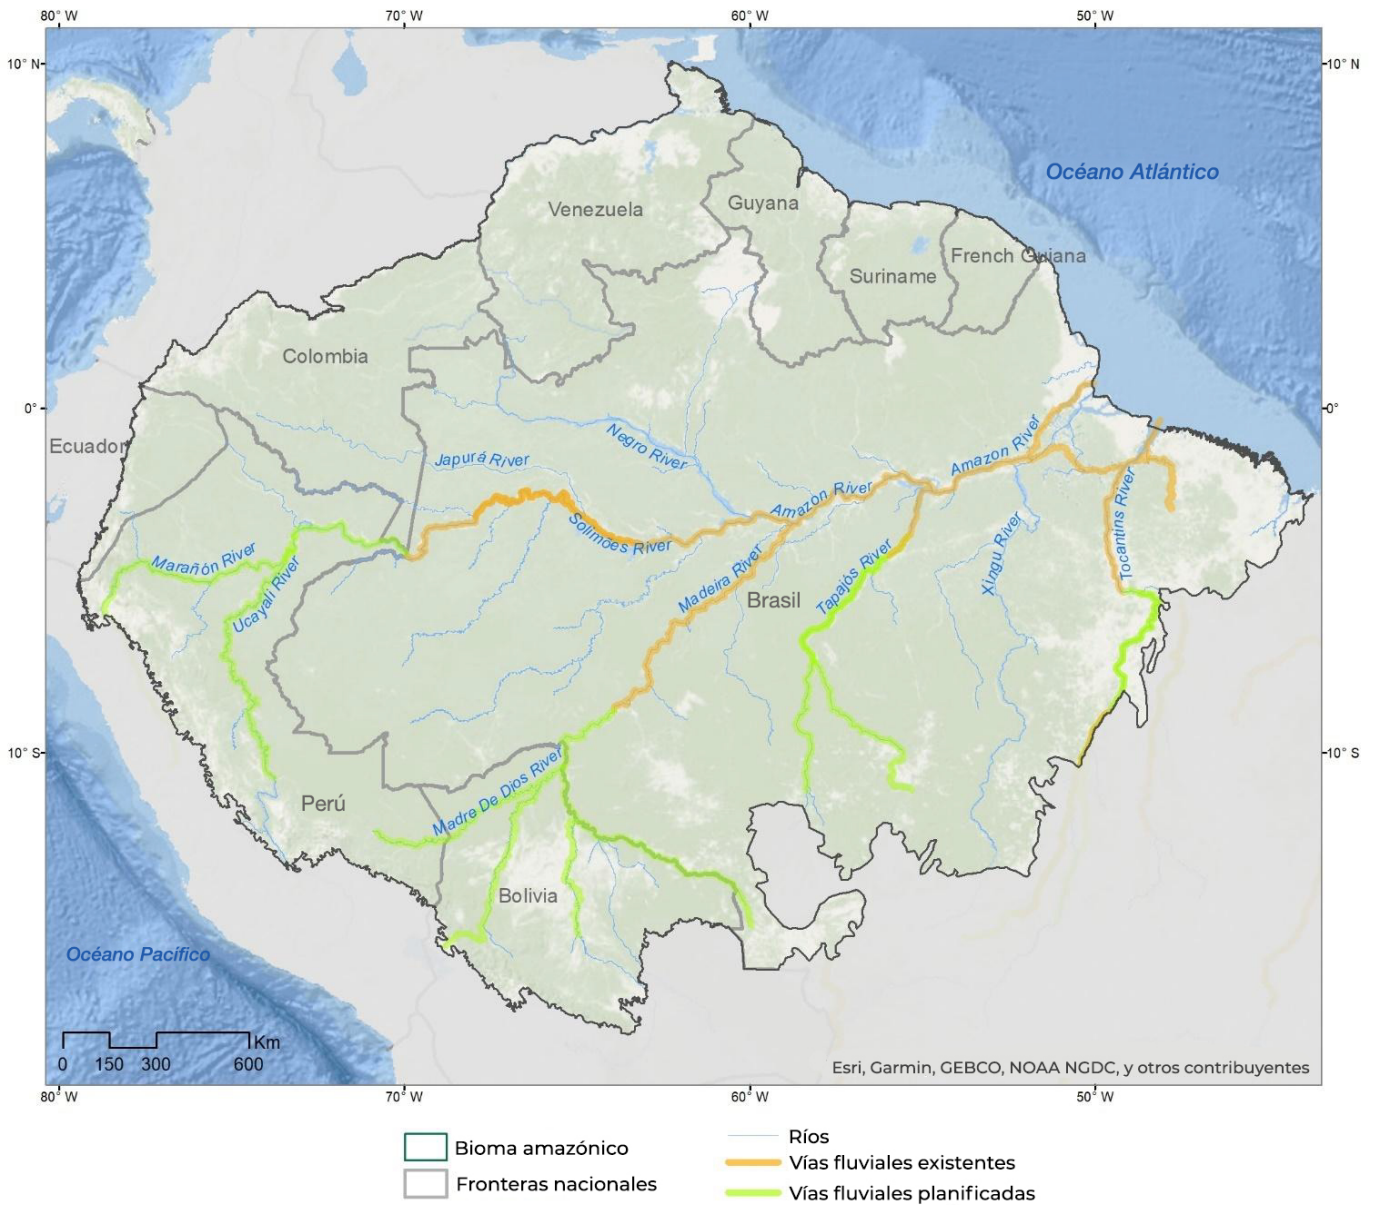 80° W
70° W
60° W
50° W
10° N
10° N
Océano Atlántico
Venezuela
Guyana
French Guiana
Suriname
Colombia
0°
0°
Ecuador
Negro River
Japurá River
Amazon River
Amazon River
Solimões River
Tocantins River
Xingu River
Marañón River
Ucayali River
Madeira River
Tapajós River
Brasil
10° S
10° S
Perú
Madre De Dios River
Bolivia
Océano Pacífico
Km
0 150 300 600
Esri, Garmin, GEBCO, NOAA NGDC, y otros contribuyentes
80° W
70° W
60° W
50° W
Bioma amazónico
Fronteras nacionales
Ríos
Vías fluviales existentes
Vías fluviales planificadas